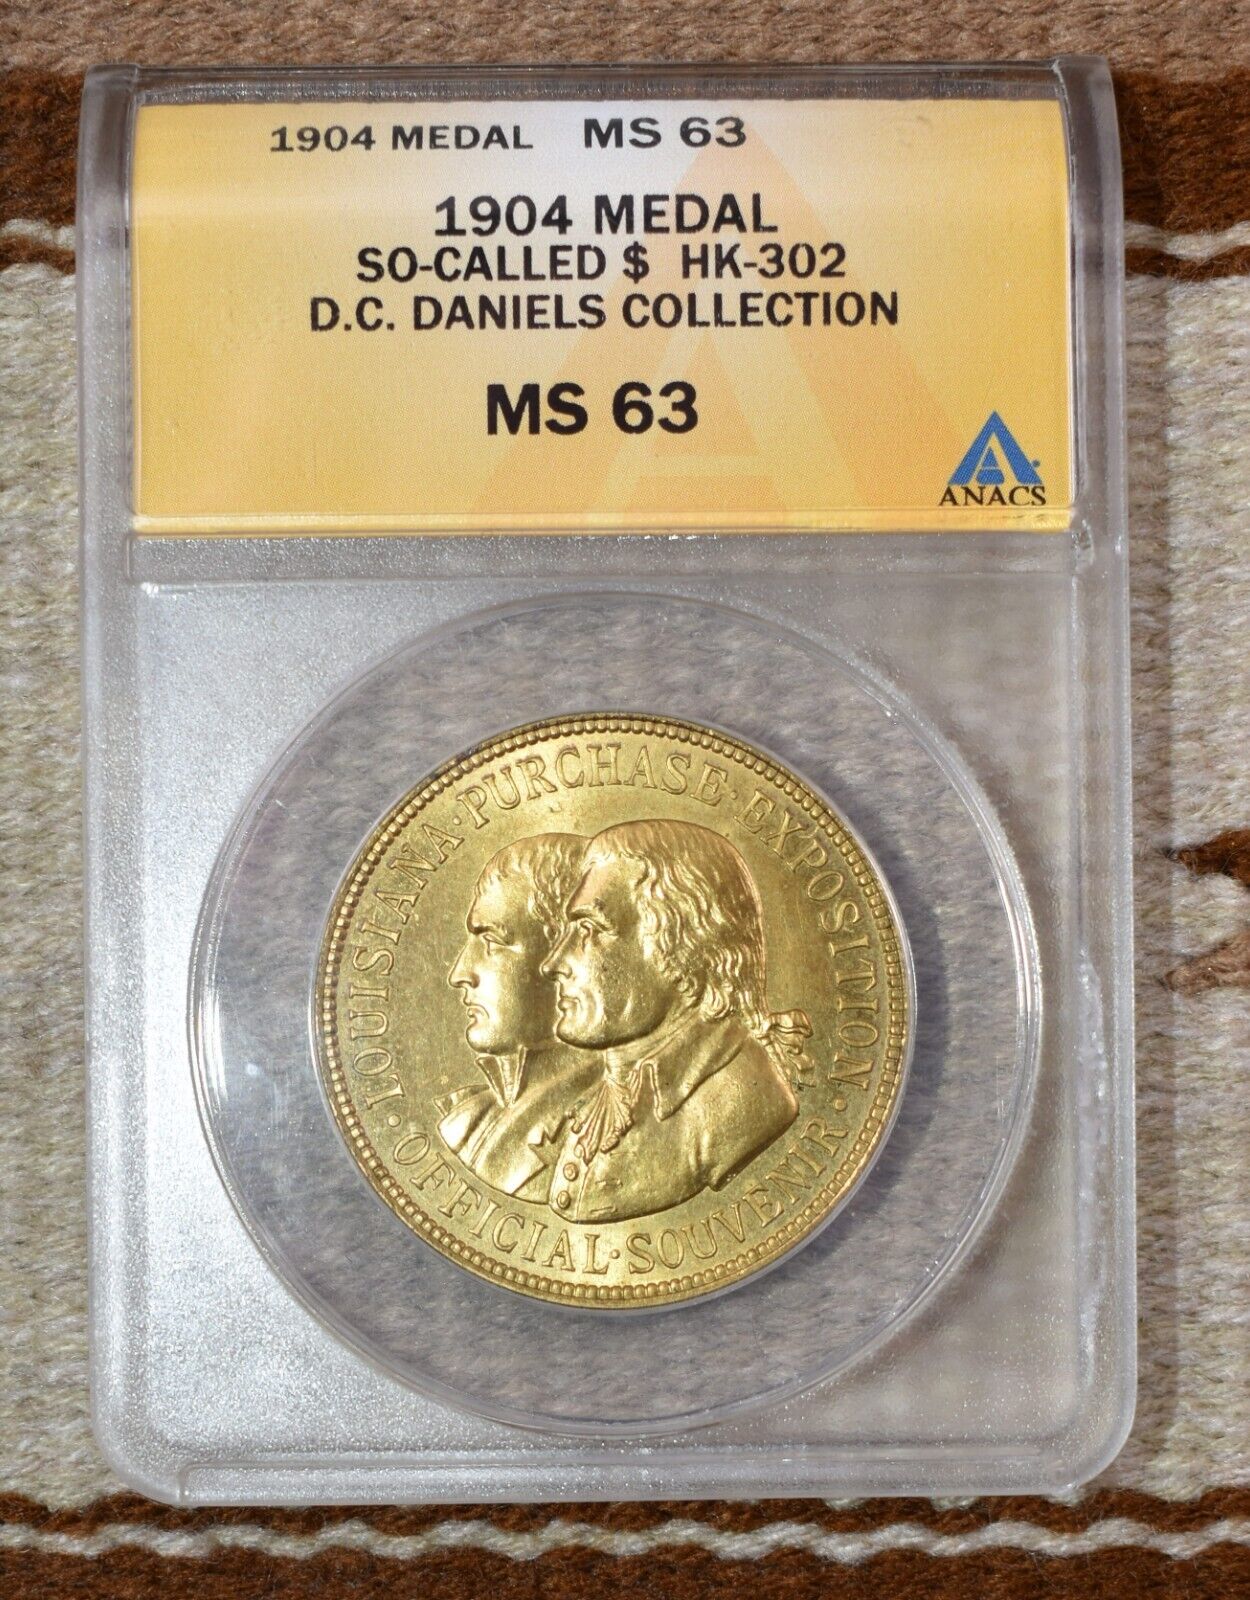 1904 MEDAL MS 63
1904 MEDAL
SO-CALLED $ HK-302
D.C. DANIELS COLLECTION
MS 63
ANACS
LOUISIANA · PURCHASE · EXPOSITION ·
OFFICIAL · SOUVENIR ·